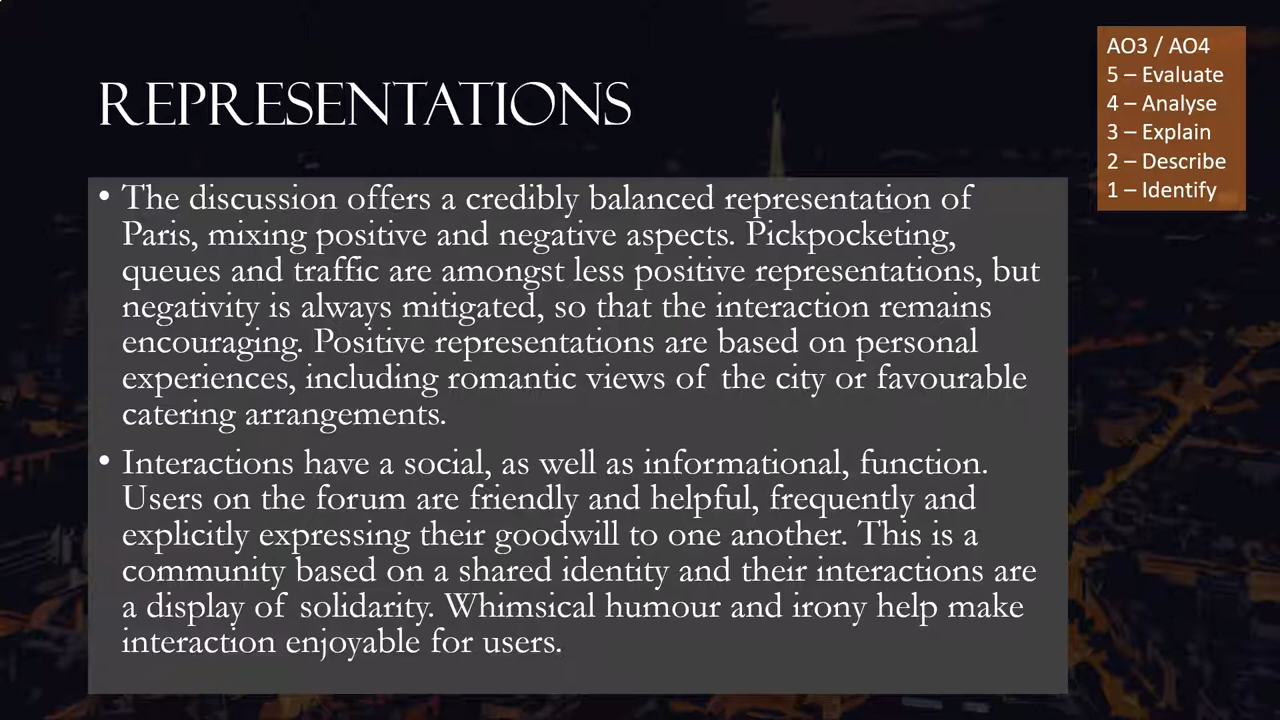 AO3 / AO4
5 – Evaluate
4 – Analyse
3 – Explain
2 – Describe
1 – Identify
REPRESENTATIONS
• The discussion offers a credibly balanced representation of
Paris, mixing positive and negative aspects. Pickpocketing,
queues and traffic are amongst less positive representations, but
negativity is always mitigated, so that the interaction remains
encouraging. Positive representations are based on personal
experiences, including romantic views of the city or favourable
catering arrangements.
• Interactions have a social, as well as informational, function.
Users on the forum are friendly and helpful, frequently and
explicitly expressing their goodwill to one another. This is a
community based on a shared identity and their interactions are
a display of solidarity. Whimsical humour and irony help make
interaction enjoyable for users.